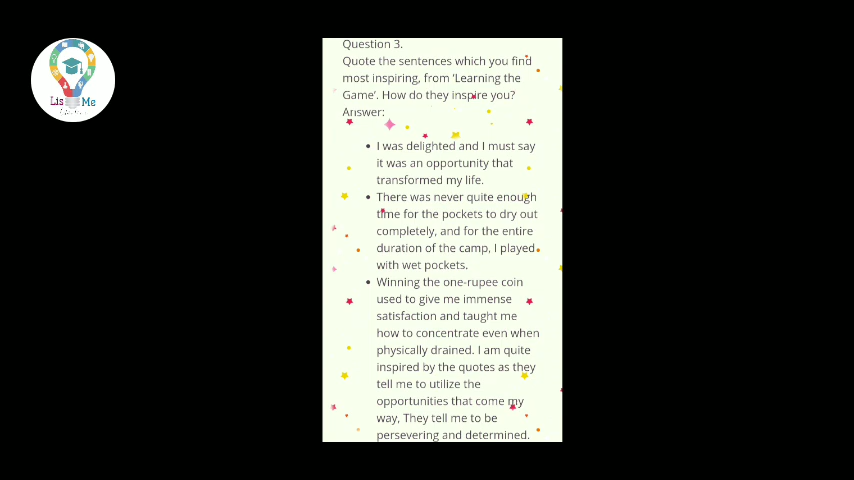 Question 3.
Quote the sentences which you find
most inspiring, from ‘Learning the
Game’. How do they inspire you?
Answer:
• I was delighted and I must say
it was an opportunity that
transformed my life.
• There was never quite enough
time for the pockets to dry out
completely, and for the entire
duration of the camp, I played
with wet pockets.
• Winning the one-rupee coin
used to give me immense
satisfaction and taught me
how to concentrate even when
physically drained. I am quite
inspired by the quotes as they
tell me to utilize the
opportunities that come my
way, They tell me to be
persevering and determined.
Lis Me